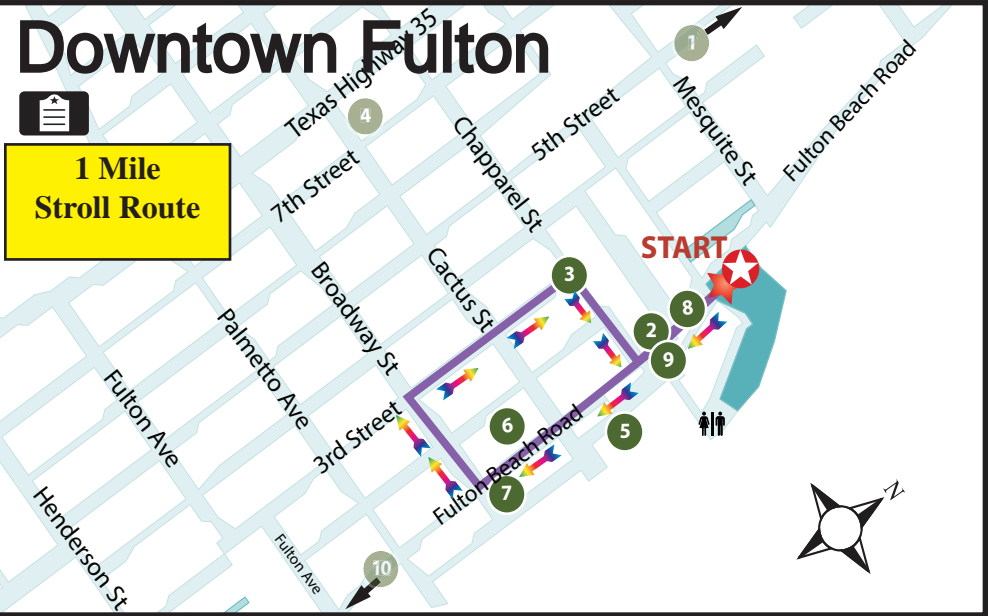 Downtown Fulton
1 Mile
Stroll Route
Texas Highway 35
7th Street
5th Street
Chapparel St
Mesquite St
Fulton Beach Road
1
4
START
3
8
2
9
Cactus St
Broadway St
Palmetto Ave
Fulton Ave
Henderson St
3rd Street
6
5
7
Fulton Beach Road
Fulton Ave
10
N